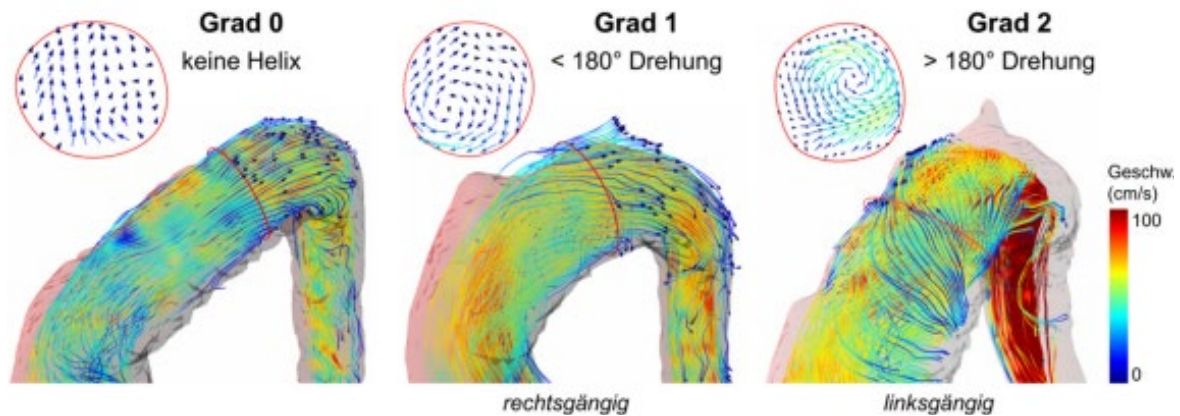 Grad 0
keine Helix
Grad 1
< 180° Drehung
Grad 2
> 180° Drehung
Geschw.
(cm/s)
100
0
rechtsgängig
linksgängig